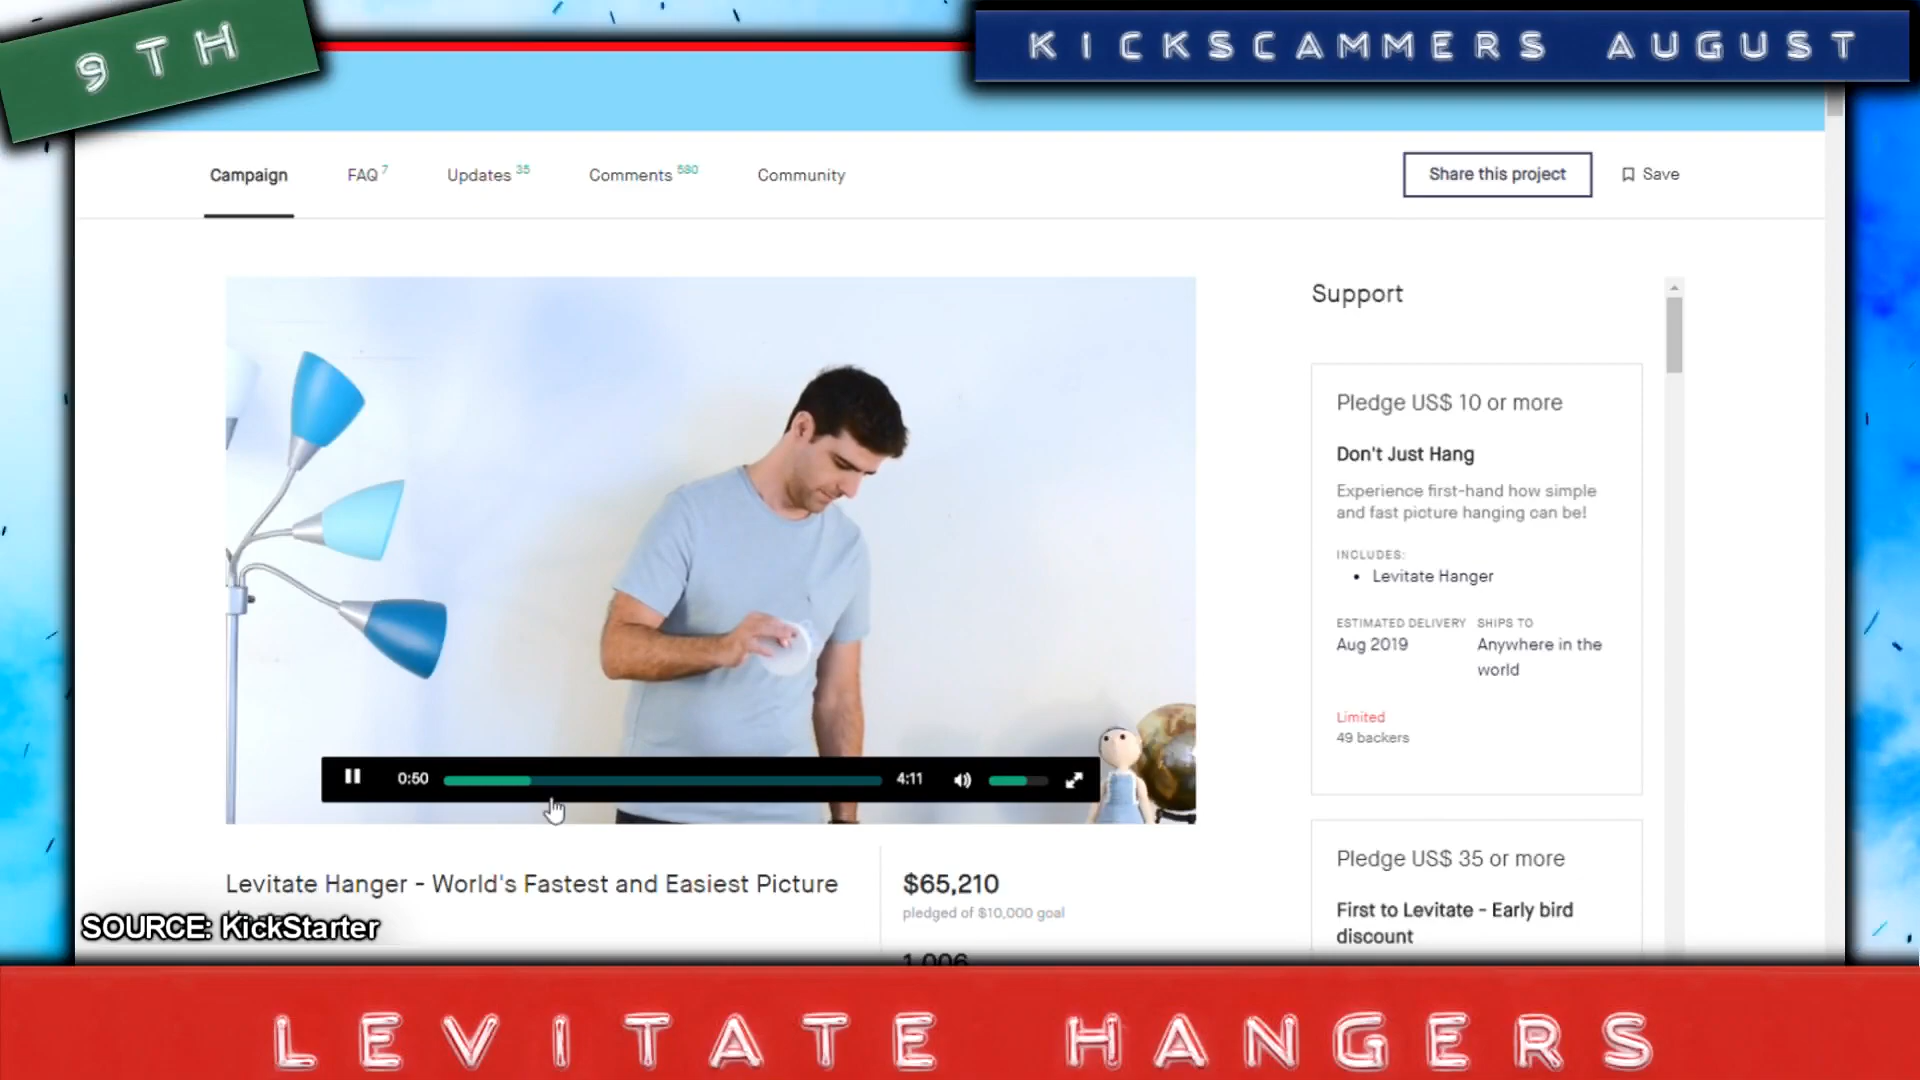 9TH
KICKSCAMMERS AUGUST
Campaign FAQ 7 Updates 35 Comments 580 Community
Share this project Save
Support
Pledge US$ 10 or more
Don't Just Hang
Experience first-hand how simple
and fast picture hanging can be!
INCLUDES:
• Levitate Hanger
ESTIMATED DELIVERY SHIPS TO
Aug 2019 Anywhere in the
world
Limited
49 backers
0:50 4:11
Pledge US$ 35 or more
First to Levitate - Early bird
discount
Levitate Hanger - World's Fastest and Easiest Picture
$65,210
pledged of $10,000 goal
1,006
SOURCE: KickStarter
LEVITATE HANGERS